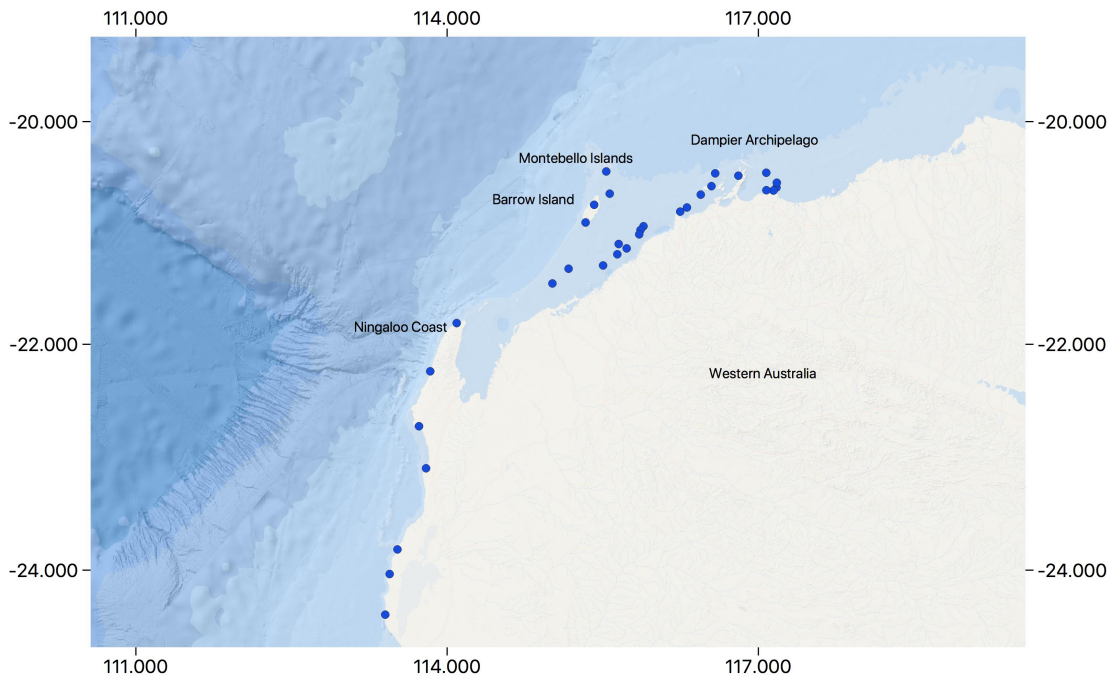 111.000 114.000 117.000
-20.000 -20.000
Dampier Archipelago
Montebello Islands
Barrow Island
Ningaloo Coast
-22.000 -22.000
Western Australia
-24.000 -24.000
111.000 114.000 117.000